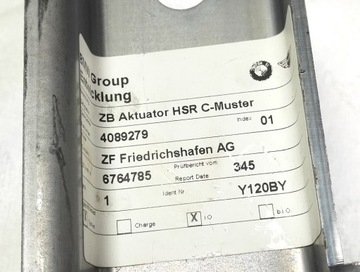 Group
cklung
ZB Aktuator HSR C-Muster
4089279 Index 01
ZF Friedrichshafen AG
6764785 Prüfbericht vom Report Date 345
1 Ident Nr Y120BY
Charge X IO